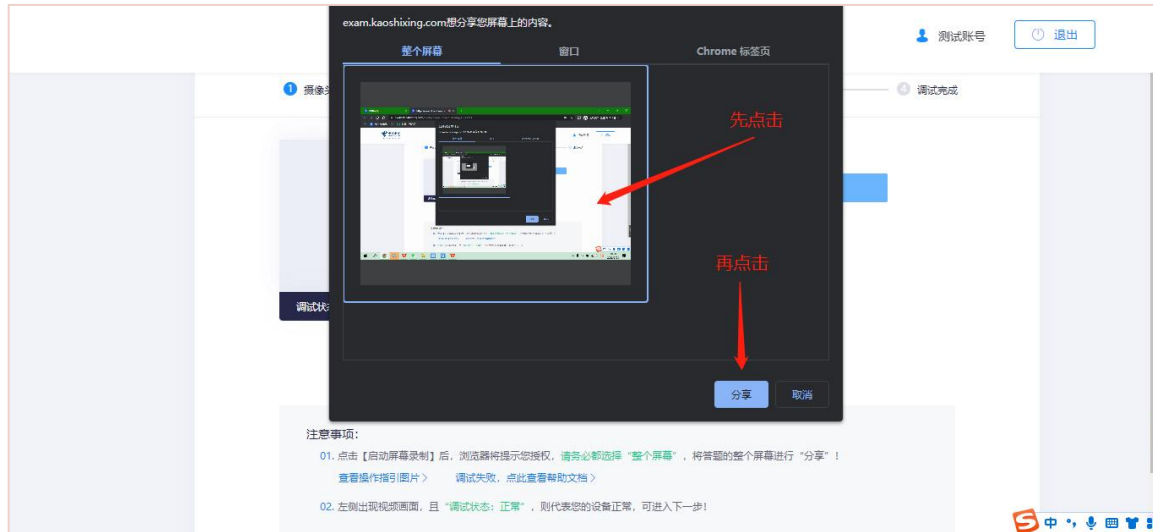 exam.kaoshixing.com想分享您屏幕上的内容。
整个屏幕
窗口
Chrome 标签页
测试账号
退出
1 摄像头
4 调试完成
先点击
再点击
调试状态
分享
取消
注意事项：
01. 点击【启动屏幕录制】后，浏览器将提示您授权，请务必都选择“整个屏幕”，将答题的整个屏幕进行“分享”！
查看操作指引图片〉 调试失败，点此查看帮助文档〉
02. 左侧出现视频画面，且“调试状态：正常”，则代表您的设备正常，可进入下一步！
中